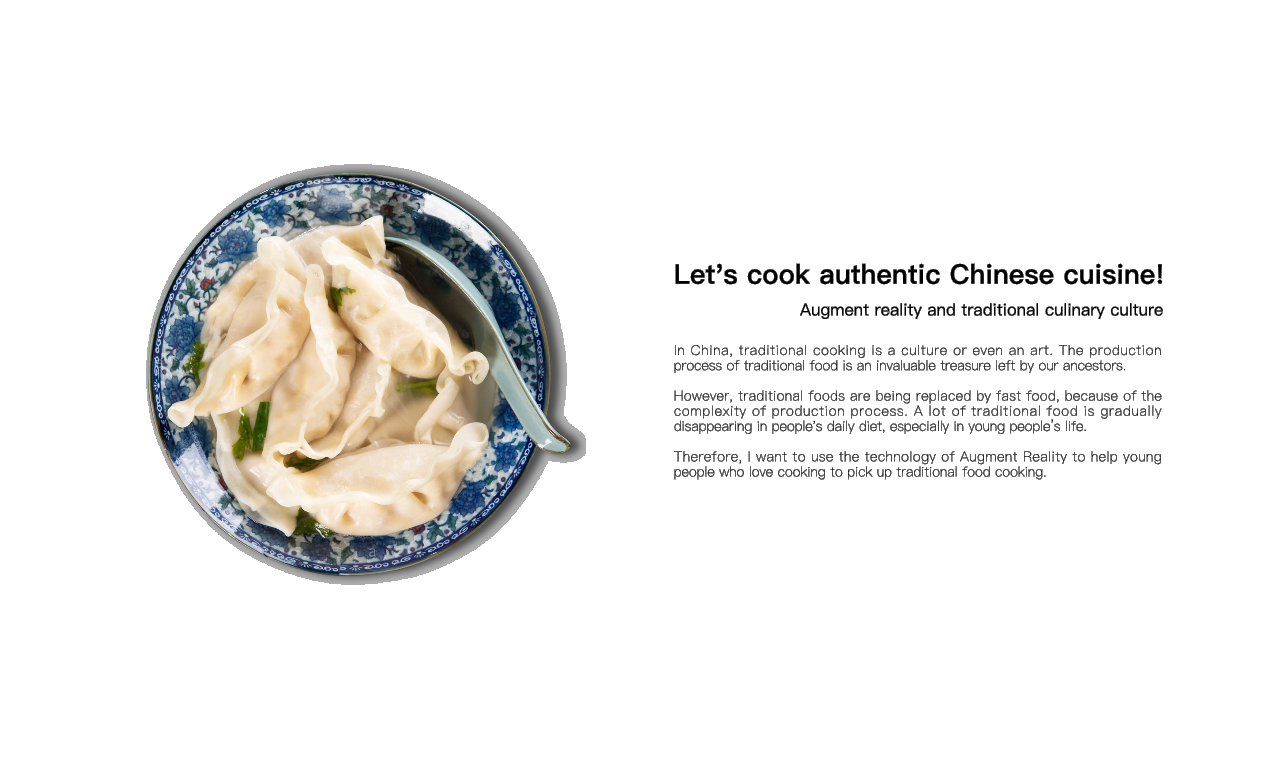 Let’s cook authentic Chinese cuisine!
Augment reality and traditional culinary culture
In China, traditional cooking is a culture or even an art. The production
process of traditional food is an invaluable treasure left by our ancestors.
However, traditional foods are being replaced by fast food, because of the
complexity of production process. A lot of traditional food is gradually
disappearing in people’s daily diet, especially in young people’s life.
Therefore, I want to use the technology of Augment Reality to help young
people who love cooking to pick up traditional food cooking.